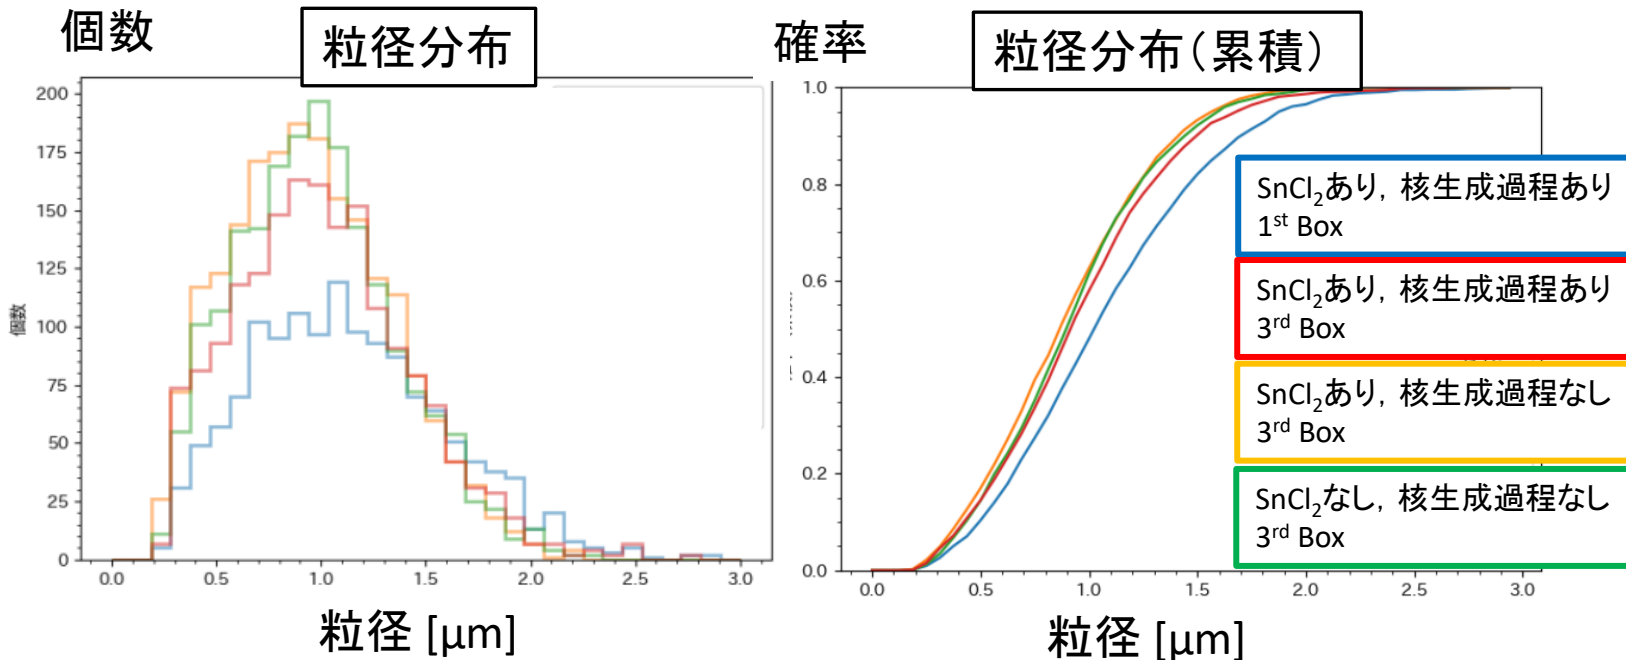 個数
粒径分布
200
175
150
125
100
75
50
25
0
個数
0.0 0.5 1.0 1.5 2.0 2.5 3.0
粒径 [μm]
確率
粒径分布(累積)
1.0
0.8
0.6
0.4
0.2
0.0
0.0 0.5 1.0 1.5 2.0 2.5 3.0
粒径 [μm]
SnCl₂あり, 核生成過程あり
1st Box
SnCl₂あり, 核生成過程あり
3rd Box
SnCl₂あり, 核生成過程なし
3rd Box
SnCl₂なし, 核生成過程なし
3rd Box